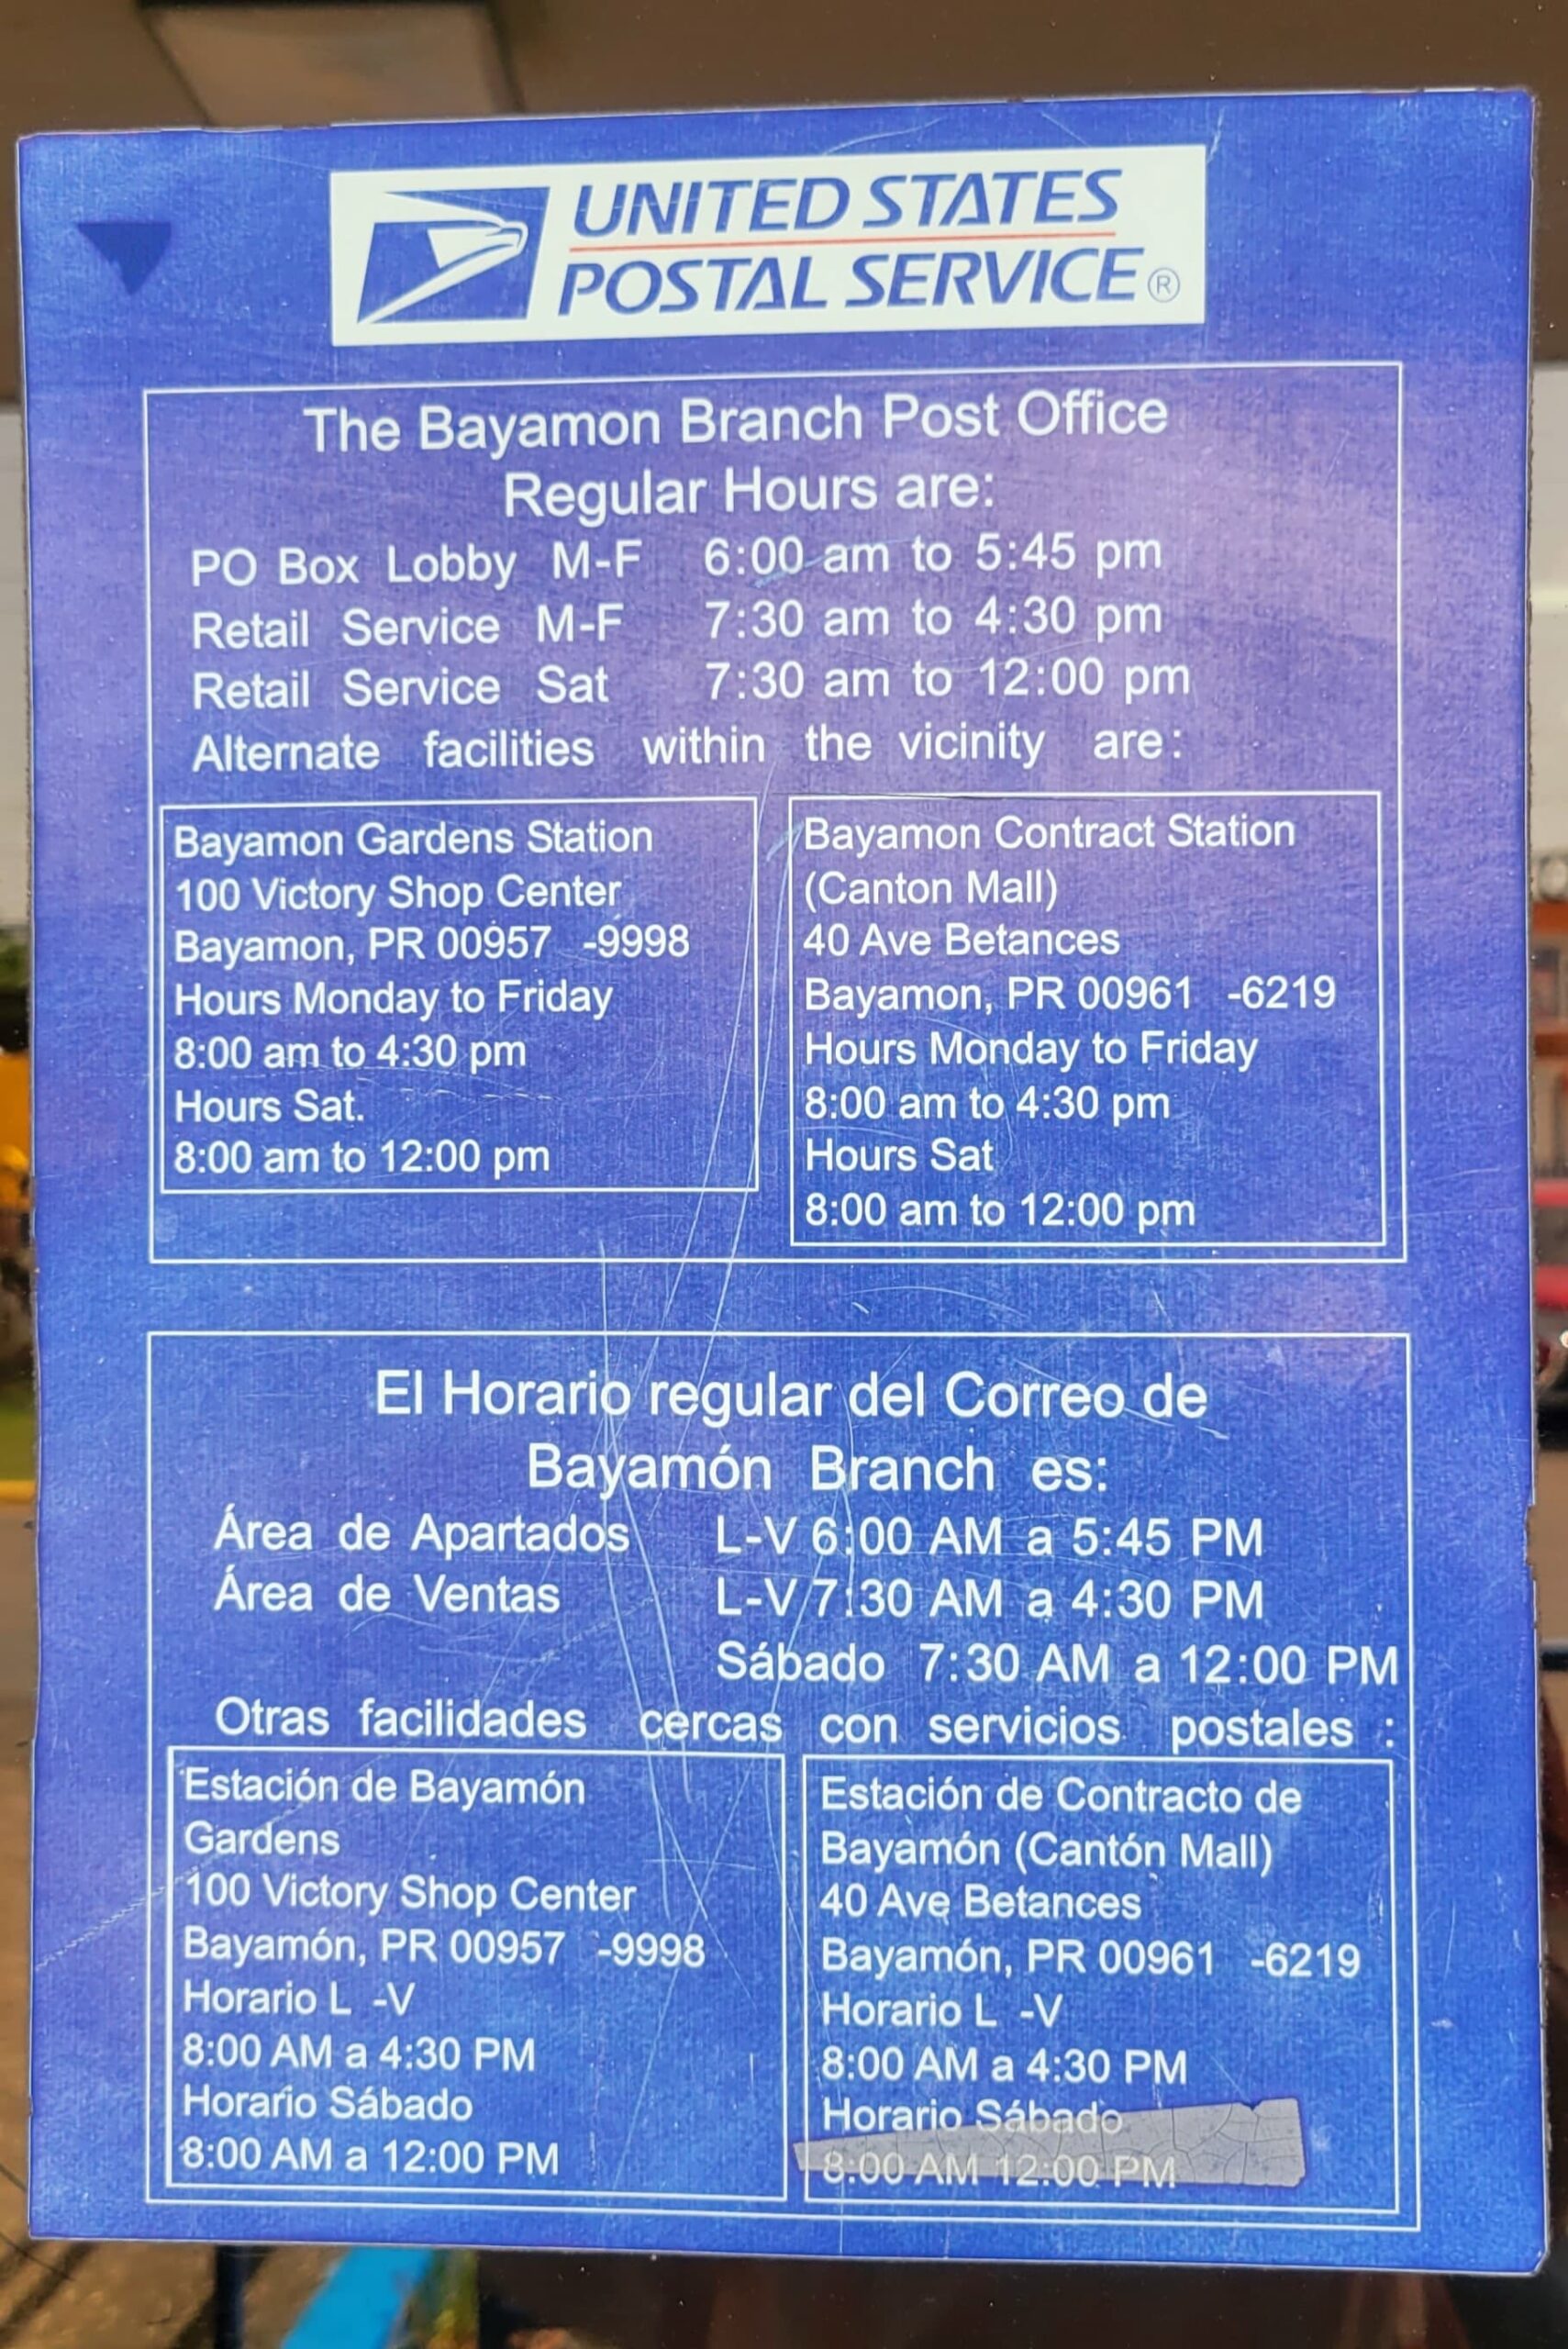 UNITED STATES
POSTAL SERVICE®
The Bayamon Branch Post Office
Regular Hours are:
PO Box Lobby M-F 6:00 am to 5:45 pm
Retail Service M-F 7:30 am to 4:30 pm
Retail Service Sat 7:30 am to 12:00 pm
Alternate facilities within the vicinity are:
Bayamon Gardens Station
100 Victory Shop Center
Bayamon, PR 00957 -9998
Hours Monday to Friday
8:00 am to 4:30 pm
Hours Sat.
8:00 am to 12:00 pm
Bayamon Contract Station
(Canton Mall)
40 Ave Betances
Bayamon, PR 00961 -6219
Hours Monday to Friday
8:00 am to 4:30 pm
Hours Sat
8:00 am to 12:00 pm
El Horario regular del Correo de
Bayamón Branch es:
Área de Apartados L-V 6:00 AM a 5:45 PM
Área de Ventas L-V 7:30 AM a 4:30 PM
Sábado 7:30 AM a 12:00 PM
Otras facilidades cercas con servicios postales :
Estación de Bayamón
Gardens
100 Victory Shop Center
Bayamón, PR 00957 -9998
Horario L -V
8:00 AM a 4:30 PM
Horario Sábado
8:00 AM a 12:00 PM
Estación de Contracto de
Bayamón (Cantón Mall)
40 Ave Betances
Bayamón, PR 00961 -6219
Horario L -V
8:00 AM a 4:30 PM
Horario Sábado
8:00 AM 12:00 PM